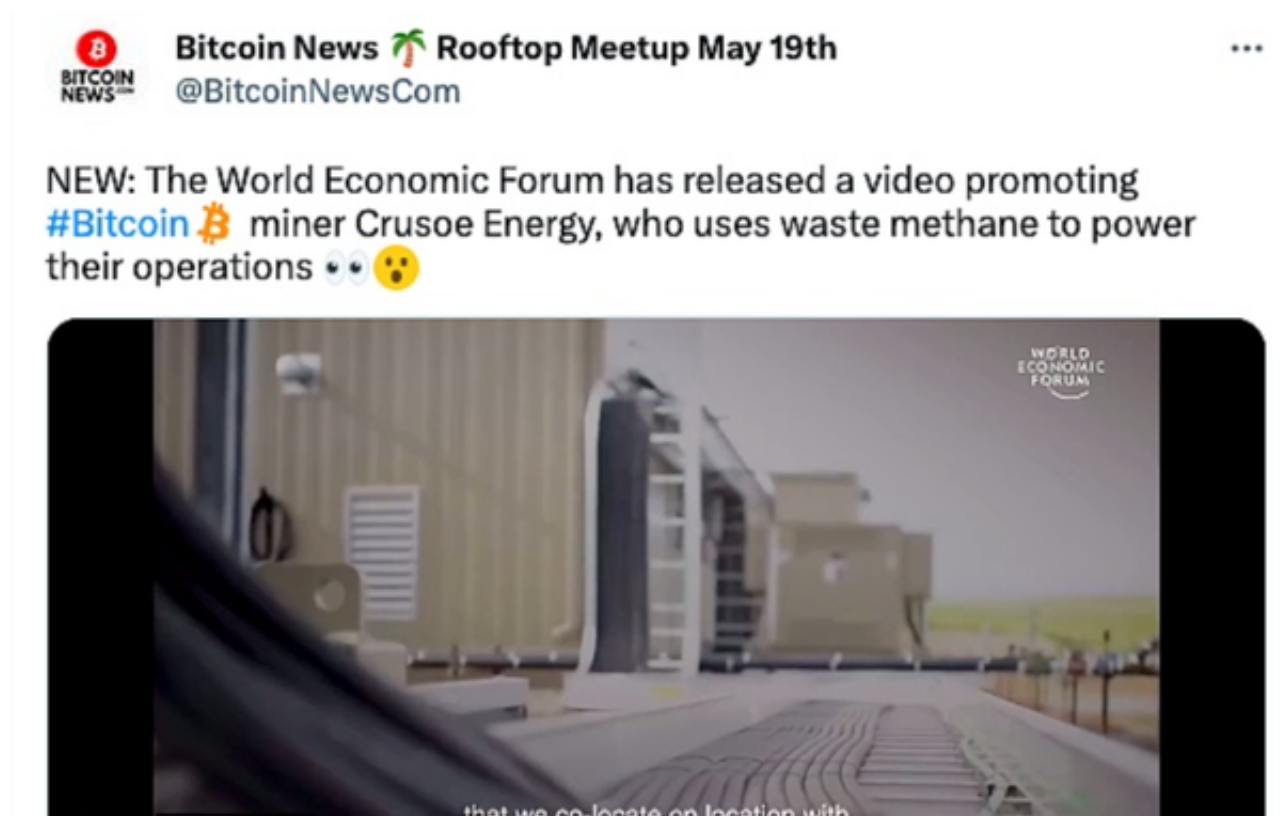 BITCOIN
NEWS.COM
Bitcoin News 🌴 Rooftop Meetup May 19th
@BitcoinNewsCom
NEW: The World Economic Forum has released a video promoting
#Bitcoin miner Crusoe Energy, who uses waste methane to power
their operations 👀😮
WORLD
ECONOMIC
FORUM
that we co-locate on location with